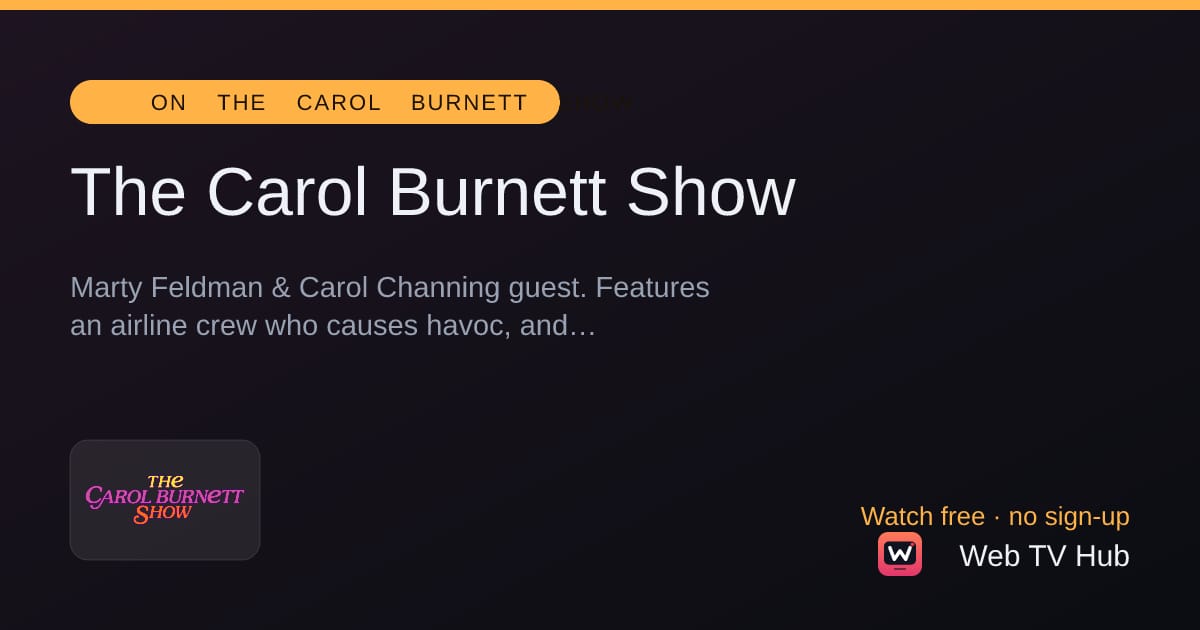 ON THE CAROL BURNETT SHOW
The Carol Burnett Show
Marty Feldman & Carol Channing guest. Features
an airline crew who causes havoc, and…
THE
CAROL BURNETT
SHOW
Watch free · no sign-up
W
Web TV Hub